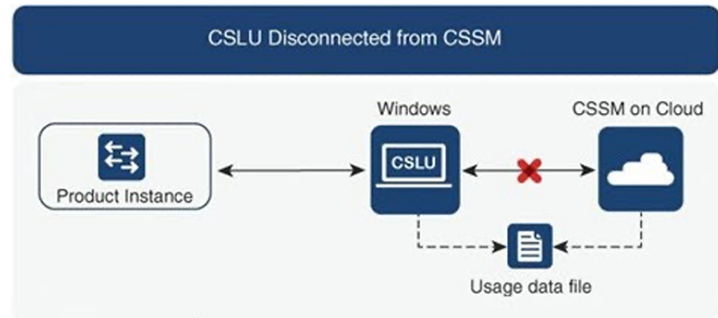 CSLU Disconnected from CSSM
Windows
CSSM on Cloud
CSLU
Product Instance
Usage data file